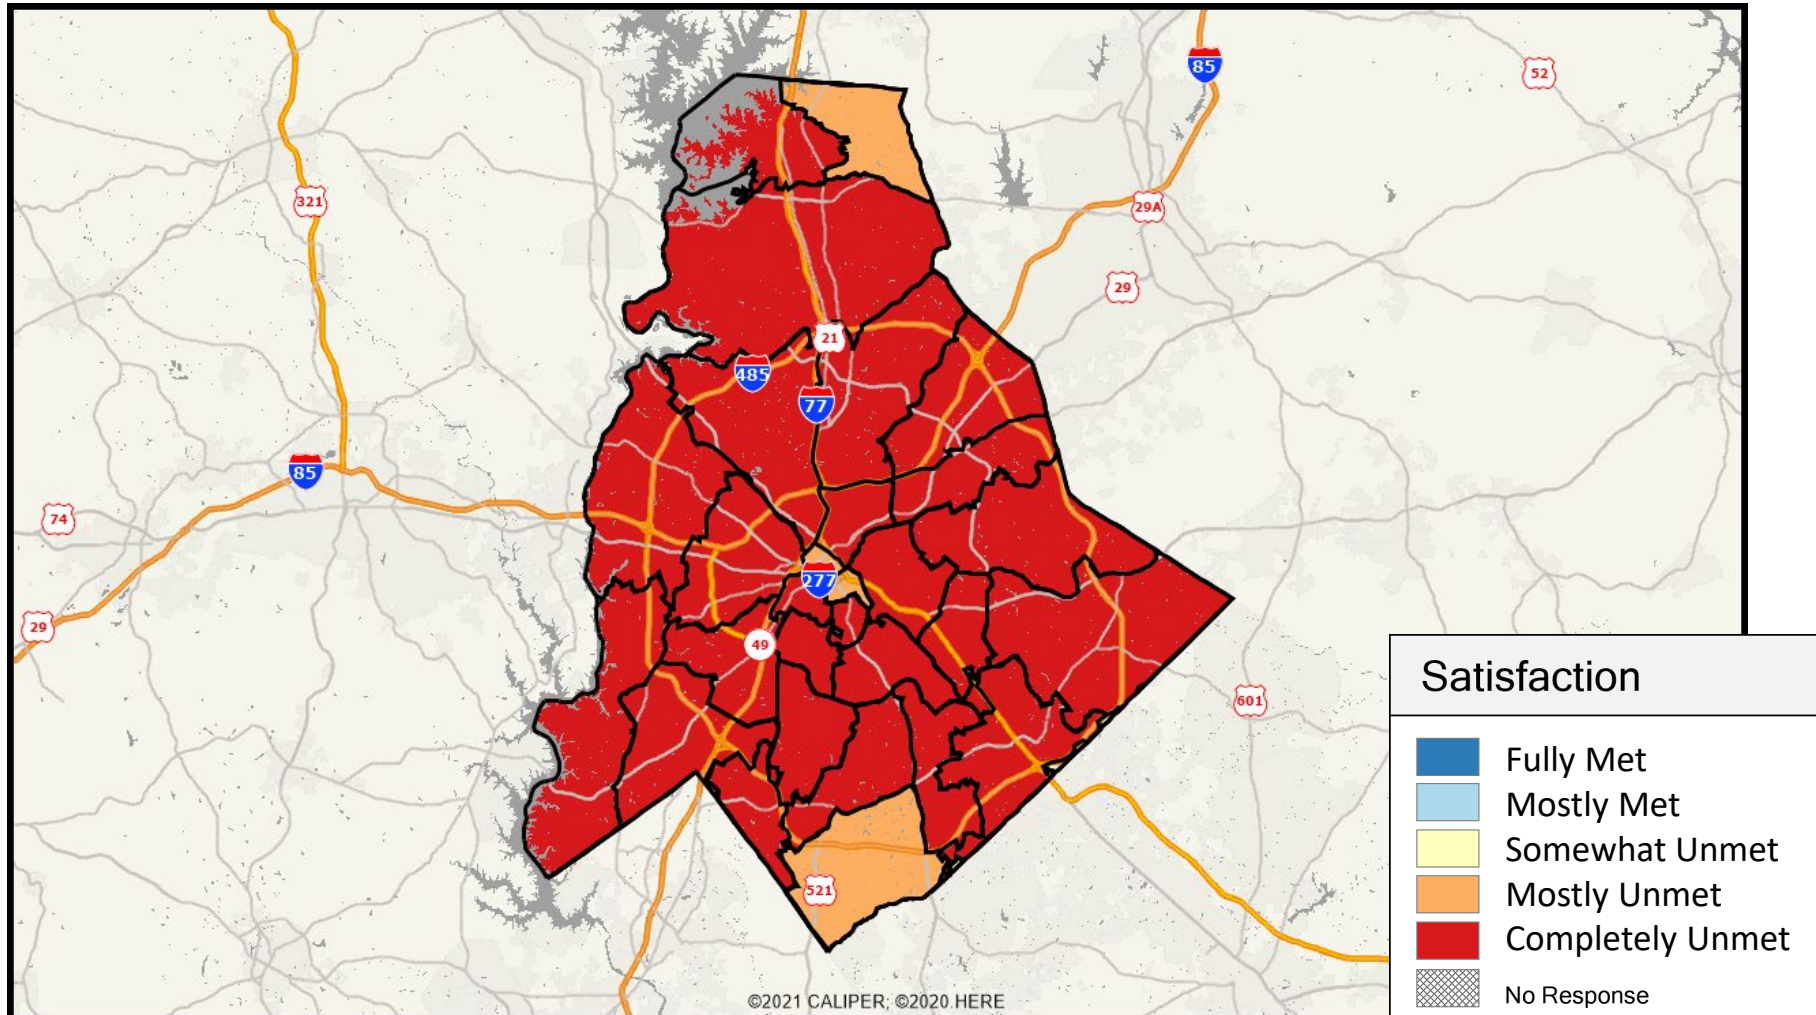 85
52
321
29A
29
21
485
77
85
74
277
29
49
601
521
Satisfaction
Fully Met
Mostly Met
Somewhat Unmet
Mostly Unmet
Completely Unmet
No Response
©2021 CALIPER; ©2020 HERE